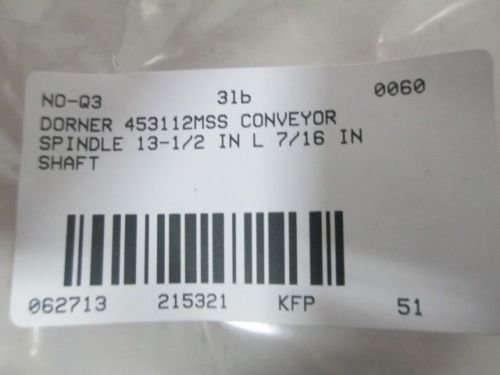 NO-Q3 3lb 0060
DORNER 453112MSS CONVEYOR
SPINDLE 13-1/2 IN L 7/16 IN
SHAFT
062713 215321 KFP 51